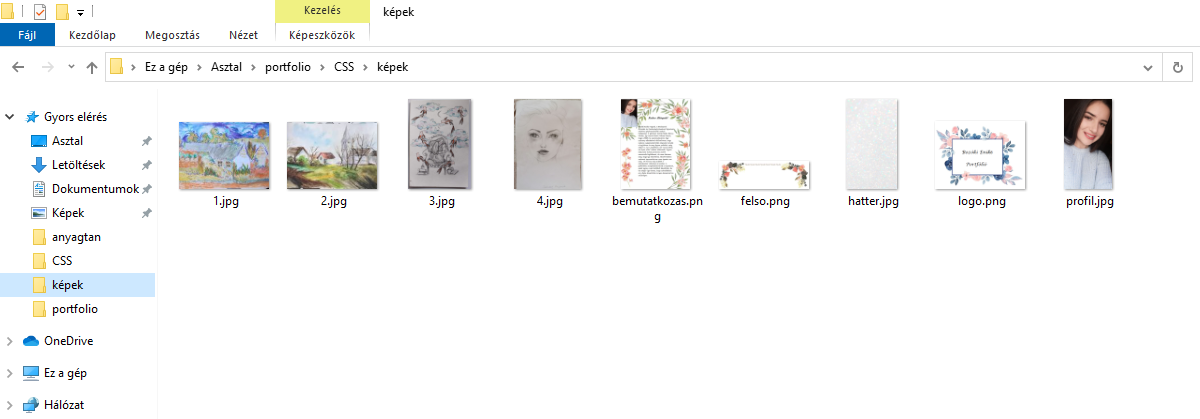 Kezelés
képek
Fájl
Kezdőlap
Megosztás
Nézet
Képeszközök
Ez a gép
Asztal
portfolio
CSS
képek
Gyors elérés
Asztal
Letöltések
Dokumentumok
Képek
anyagtan
CSS
képek
portfolio
OneDrive
Ez a gép
Hálózat
Portfólió
1.jpg
2.jpg
3.jpg
4.jpg
bemutatkozas.pn
g
felso.png
hatter.jpg
logo.png
profil.jpg